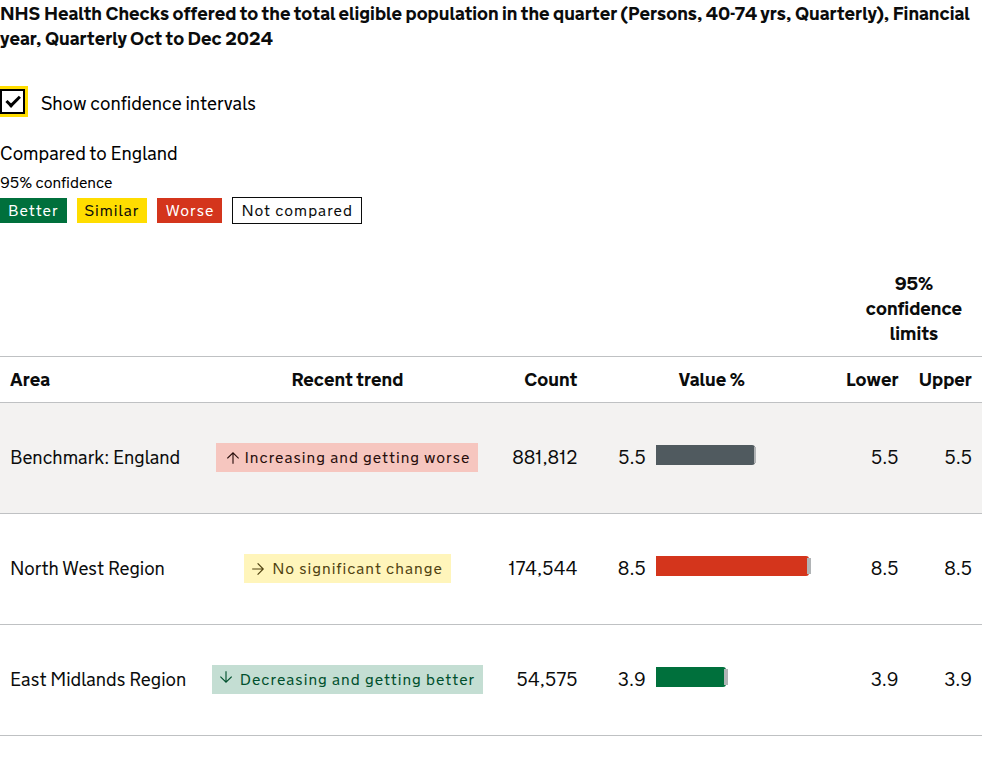 NHS Health Checks offered to the total eligible population in the quarter (Persons, 40-74 yrs, Quarterly), Financial
year, Quarterly Oct to Dec 2024
Show confidence intervals
Compared to England
95% confidence
Better Similar Worse Not compared
95%
confidence
limits
Area Recent trend Count Value % Lower Upper
Benchmark: England ↑ Increasing and getting worse 881,812 5.5 5.5 5.5
North West Region → No significant change 174,544 8.5 8.5 8.5
East Midlands Region ↓ Decreasing and getting better 54,575 3.9 3.9 3.9